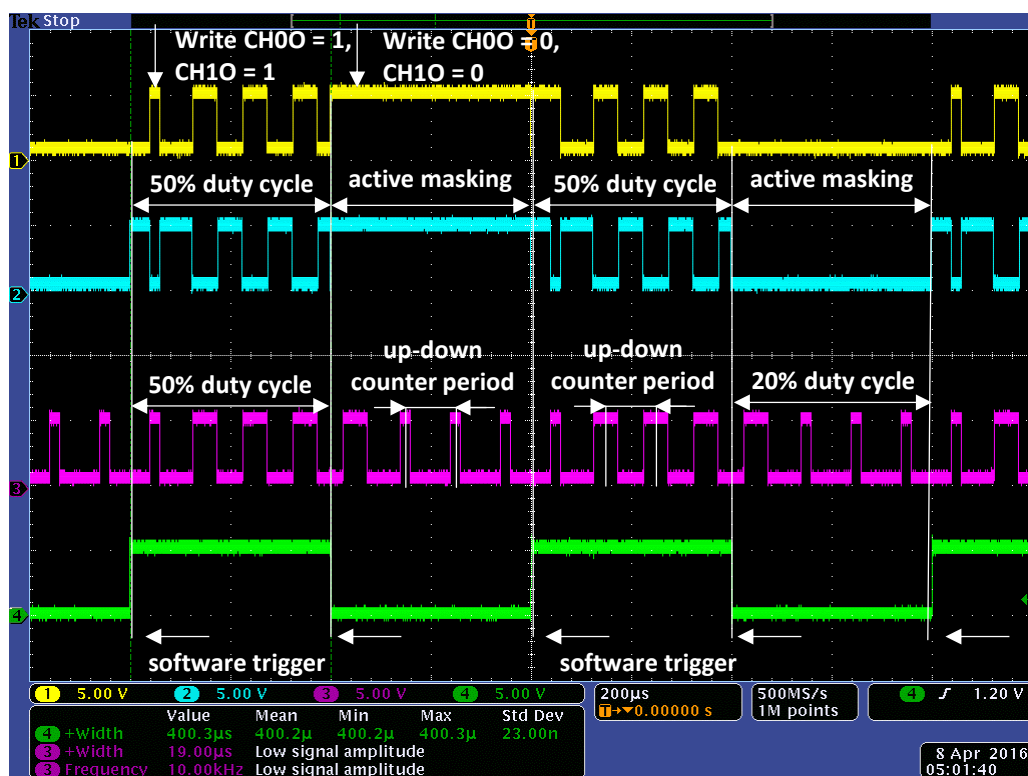 Tek Stop
T
Write CH0O = 1,
CH1O = 1
Write CH0O = 0,
CH1O = 0
1
50% duty cycle
active masking
50% duty cycle
active masking
2
up-down
counter period
up-down
counter period
50% duty cycle
20% duty cycle
3
4
software trigger
software trigger
1 5.00 V 2 5.00 V 3 5.00 V 4 5.00 V
200µs
T→▼0.00000 s
500MS/s
1M points
4 1.20 V
Value Mean Min Max Std Dev
4 +Width 400.3µs 400.2µ 400.2µ 400.3µ 23.00n
3 +Width 19.00µs Low signal amplitude
3 Frequency 10.00kHz Low signal amplitude
8 Apr 2016
05:01:40